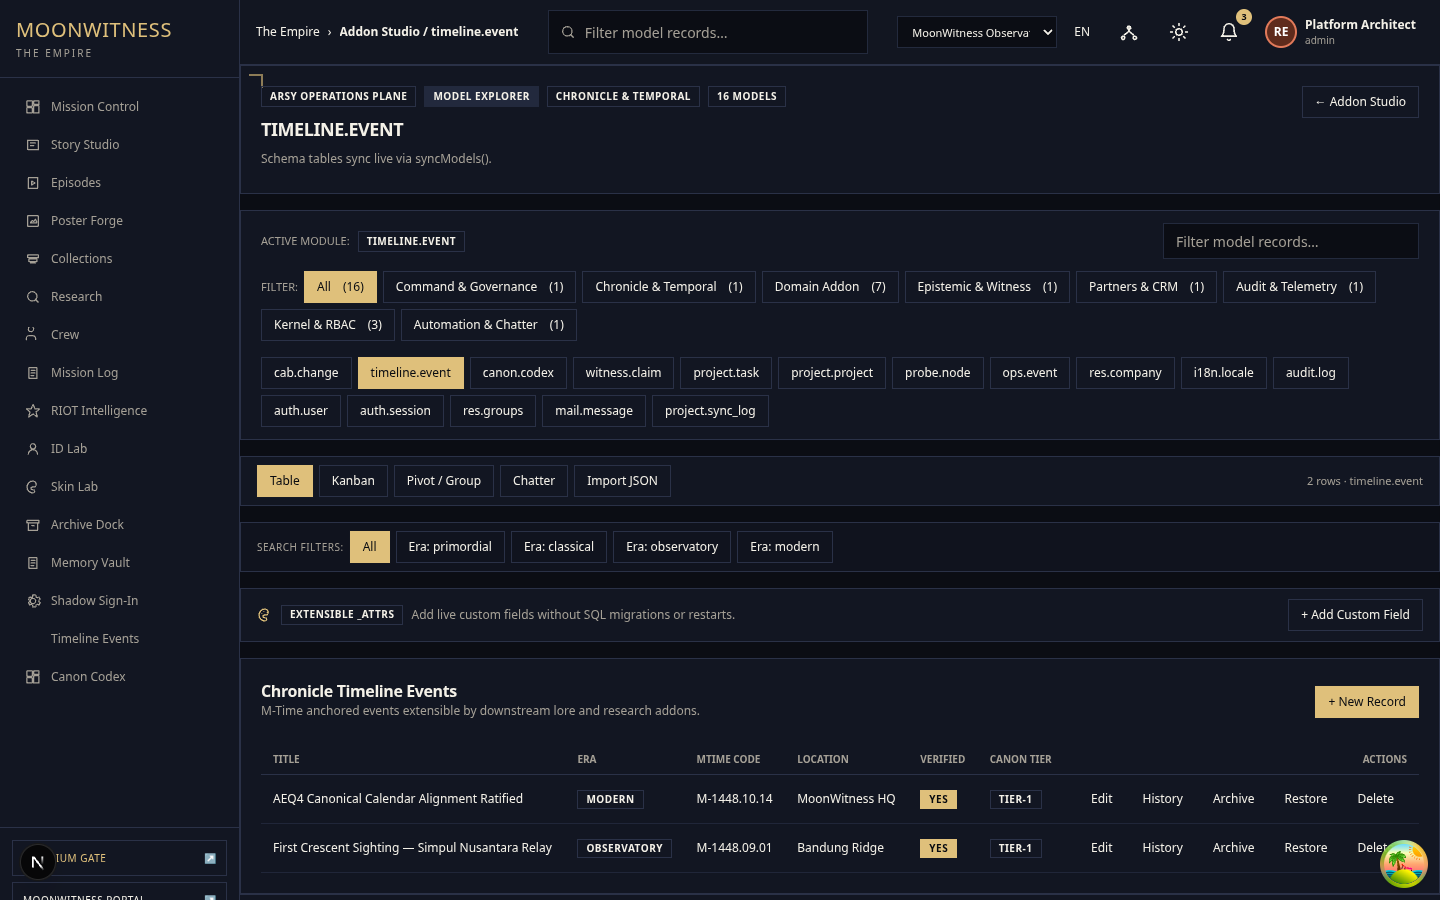 MOONWITNESS
THE EMPIRE
Mission Control
Story Studio
Episodes
Poster Forge
Collections
Research
Crew
Mission Log
RIOT Intelligence
ID Lab
Skin Lab
Archive Dock
Memory Vault
Shadow Sign-In
Timeline Events
Canon Codex
IUM GATE
N
MOONWITNESS PORTAL
The Empire › Addon Studio / timeline.event
Filter model records...
MoonWitness Observa
EN
3
RE
Platform Architect
admin
ARSY OPERATIONS PLANE MODEL EXPLORER CHRONICLE & TEMPORAL 16 MODELS
← Addon Studio
TIMELINE.EVENT
Schema tables sync live via syncModels().
ACTIVE MODULE: TIMELINE.EVENT
Filter model records...
FILTER: All (16) Command & Governance (1) Chronicle & Temporal (1) Domain Addon (7) Epistemic & Witness (1) Partners & CRM (1) Audit & Telemetry (1)
Kernel & RBAC (3) Automation & Chatter (1)
cab.change timeline.event canon.codex witness.claim project.task project.project probe.node ops.event res.company i18n.locale audit.log
auth.user auth.session res.groups mail.message project.sync_log
Table Kanban Pivot / Group Chatter Import JSON 2 rows · timeline.event
SEARCH FILTERS: All Era: primordial Era: classical Era: observatory Era: modern
EXTENSIBLE _ATTRS Add live custom fields without SQL migrations or restarts. + Add Custom Field
Chronicle Timeline Events
M-Time anchored events extensible by downstream lore and research addons.
+ New Record
TITLE ERA MTIME CODE LOCATION VERIFIED CANON TIER ACTIONS
AEQ4 Canonical Calendar Alignment Ratified MODERN M-1448.10.14 MoonWitness HQ YES TIER-1 Edit History Archive Restore Delete
First Crescent Sighting — Simpul Nusantara Relay OBSERVATORY M-1448.09.01 Bandung Ridge YES TIER-1 Edit History Archive Restore Delet